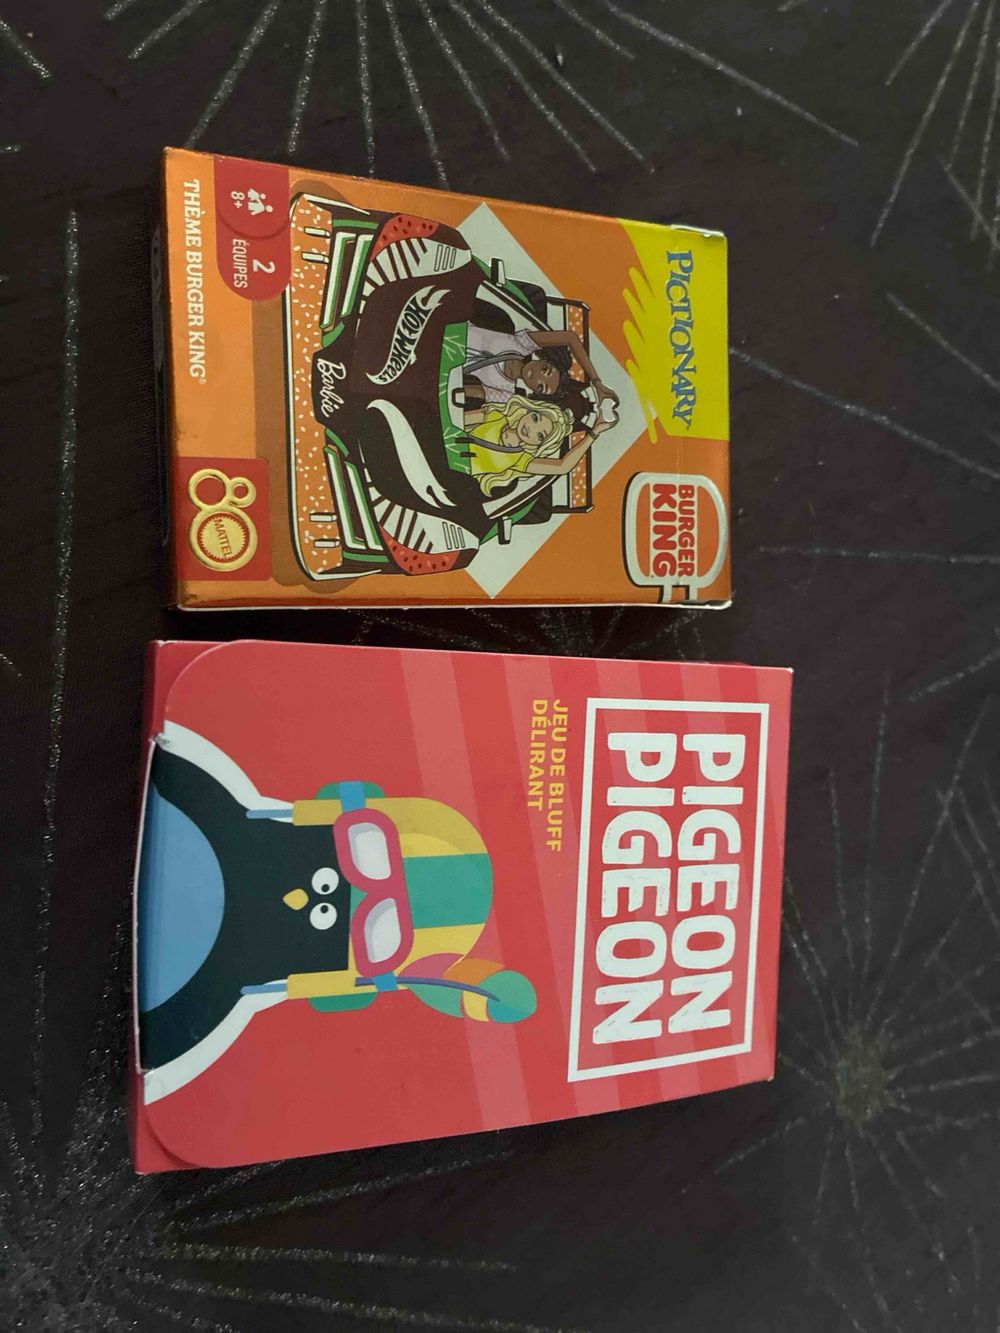 PICTIONARY
BURGER
KING
HOT WHEELS
Barbie
8+
2
ÉQUIPES
THÈME BURGER KING®
80
MATTEL
PIGEON
PIGEON
JEU DE BLUFF
DÉLIRANT